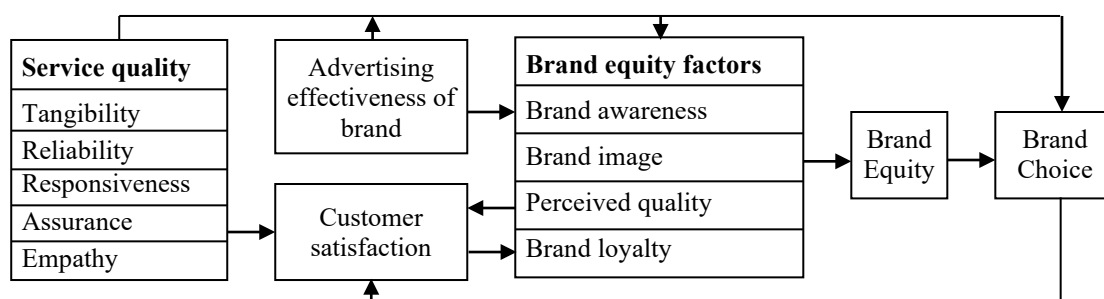 Service quality
Tangibility
Reliability
Responsiveness
Assurance
Empathy
Advertising
effectiveness of
brand
Customer
satisfaction
Brand equity factors
Brand awareness
Brand image
Perceived quality
Brand loyalty
Brand
Equity
Brand
Choice